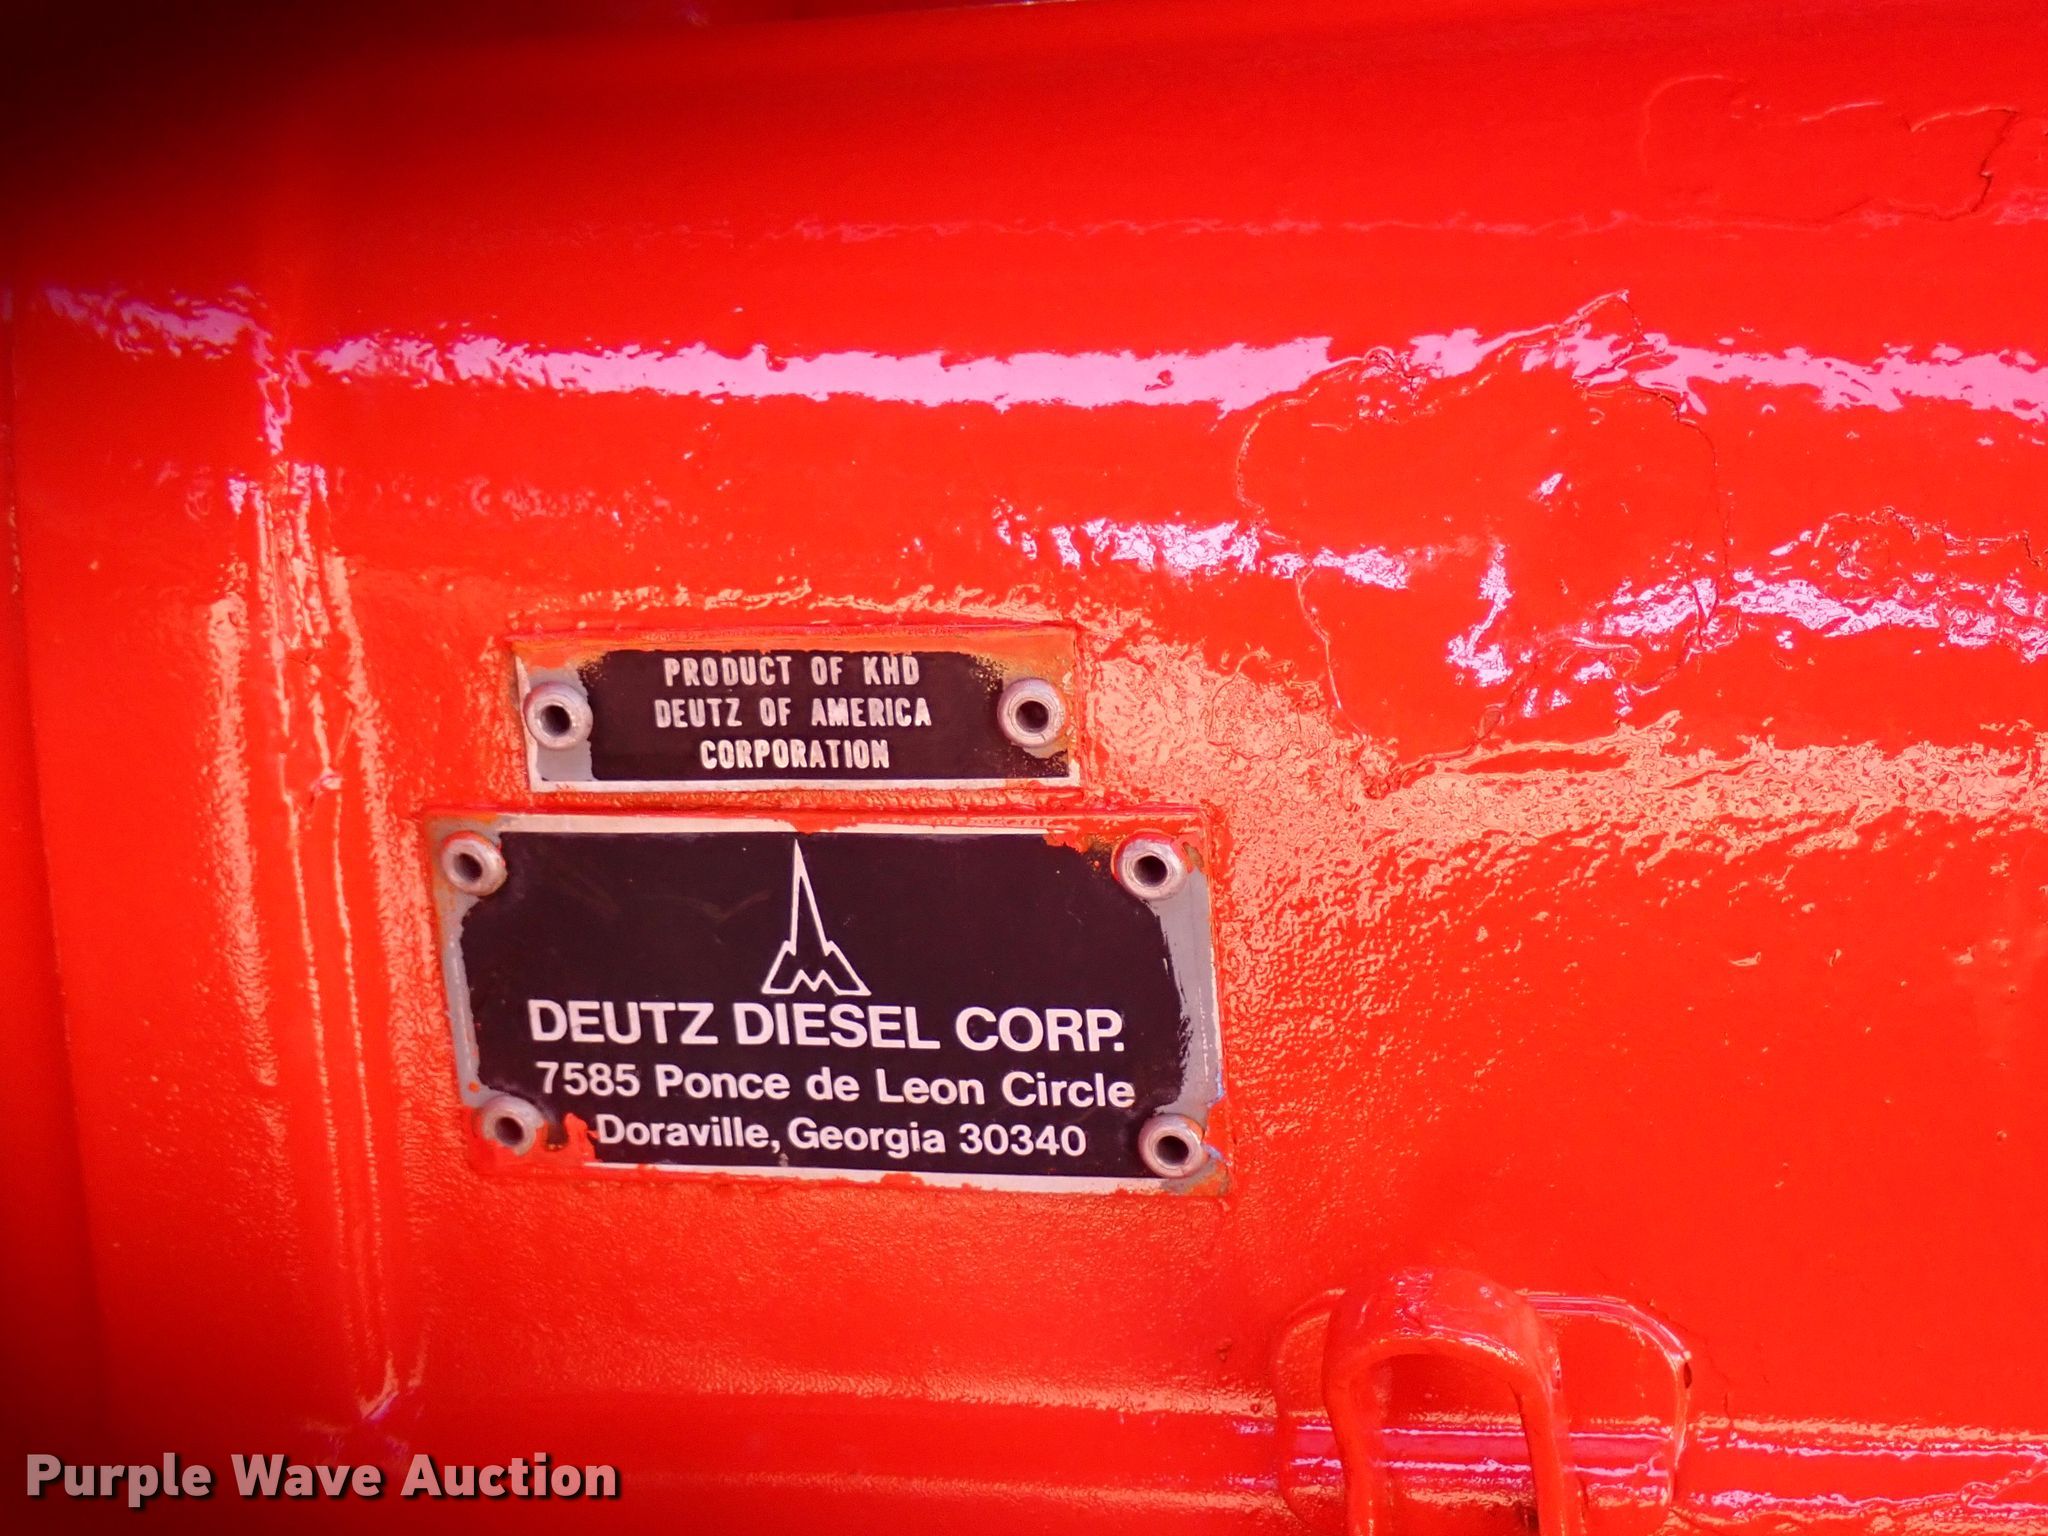 PRODUCT OF KHD
DEUTZ OF AMERICA
CORPORATION
DEUTZ DIESEL CORP.
7585 Ponce de Leon Circle
Doraville, Georgia 30340
Purple Wave Auction